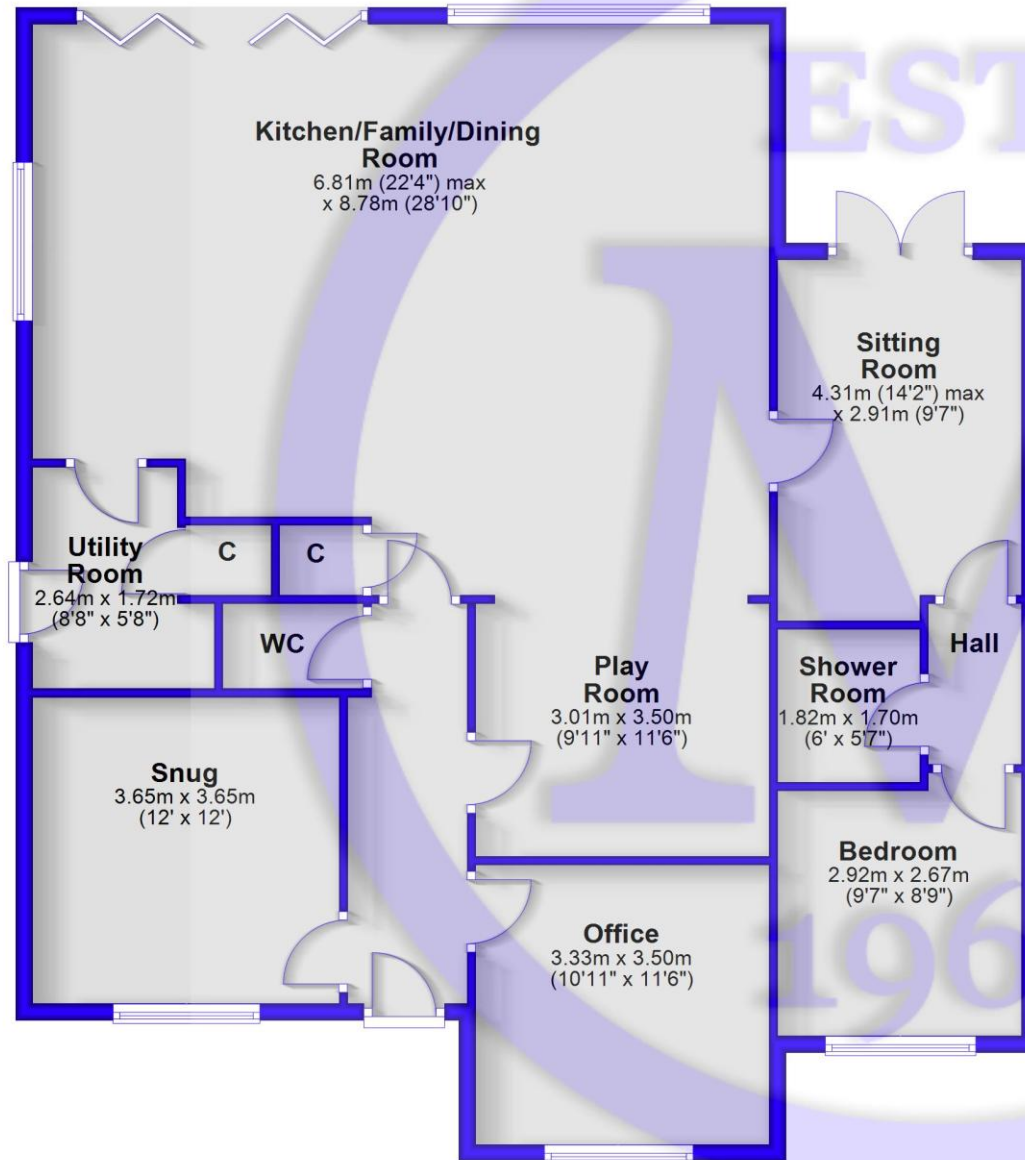 EST
Kitchen/Family/Dining
Room
6.81m (22'4") max
x 8.78m (28'10")
Sitting
Room
4.31m (14'2") max
x 2.91m (9'7")
Utility
Room
2.64m x 1.72m
(8'8" x 5'8")
C
C
WC
Hall
Play
Room
3.01m x 3.50m
(9'11" x 11'6")
Shower
Room
1.82m x 1.70m
(6' x 5'7")
Snug
3.65m x 3.65m
(12' x 12')
Bedroom
2.92m x 2.67m
(9'7" x 8'9")
Office
3.33m x 3.50m
(10'11" x 11'6")
M
196